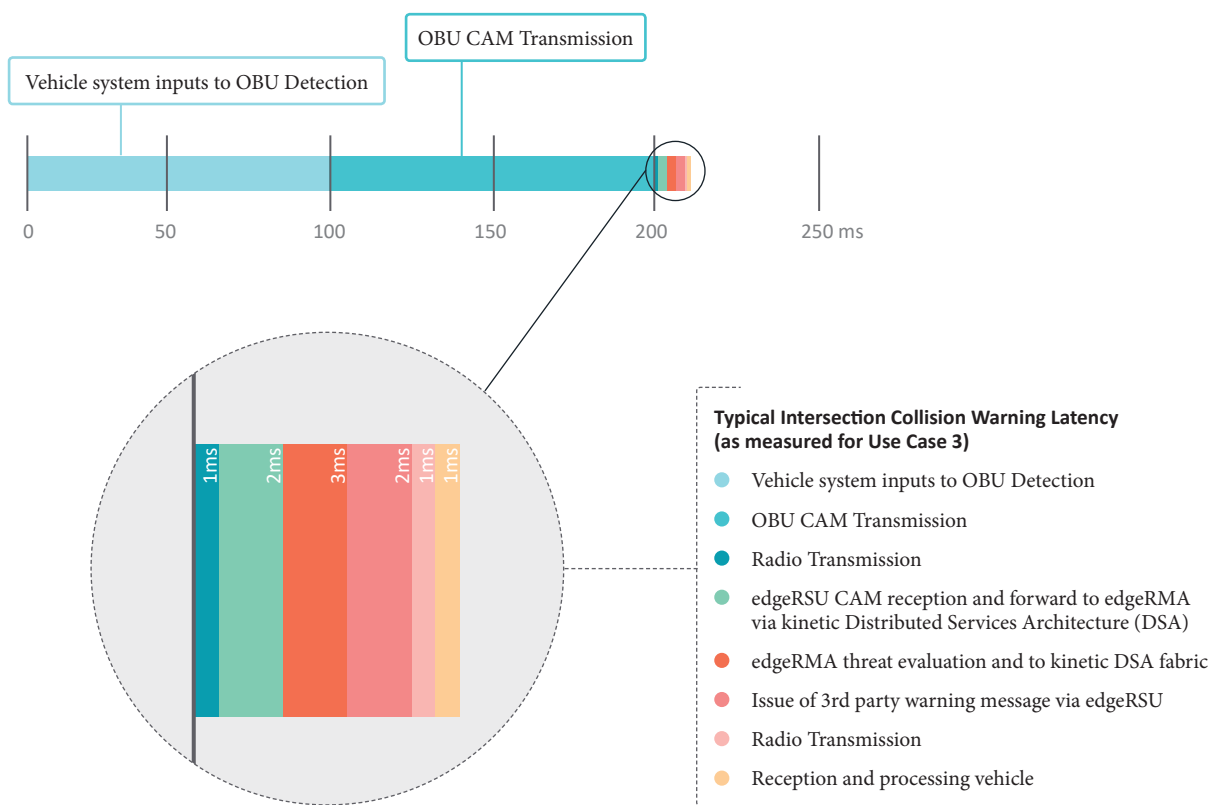 OBU CAM Transmission
Vehicle system inputs to OBU Detection
0
50
100
150
200
250 ms
1ms
2ms
3ms
2ms
1ms
1ms
Typical Intersection Collision Warning Latency
(as measured for Use Case 3)
Vehicle system inputs to OBU Detection
OBU CAM Transmission
Radio Transmission
edgeRSU CAM reception and forward to edgeRMA
via kinetic Distributed Services Architecture (DSA)
edgeRMA threat evaluation and to kinetic DSA fabric
Issue of 3rd party warning message via edgeRSU
Radio Transmission
Reception and processing vehicle